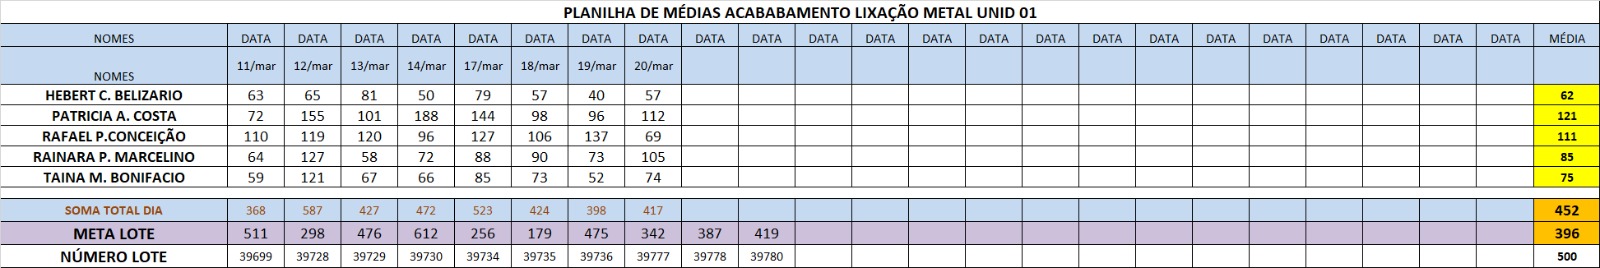 PLANILHA DE MÉDIAS ACABABAMENTO LIXAÇÃO METAL UNID 01
NOMES DATA DATA DATA DATA DATA DATA DATA DATA DATA DATA DATA DATA DATA DATA DATA DATA DATA DATA DATA DATA DATA DATA DATA MÉDIA
NOMES 11/mar 12/mar 13/mar 14/mar 17/mar 18/mar 19/mar 20/mar
HEBERT C. BELIZARIO 63 65 81 50 79 57 40 57 62
PATRICIA A. COSTA 72 155 101 188 144 98 96 112 121
RAFAEL P.CONCEIÇÃO 110 119 120 96 127 106 137 69 111
RAINARA P. MARCELINO 64 127 58 72 88 90 73 105 85
TAINA M. BONIFACIO 59 121 67 66 85 73 52 74 75
SOMA TOTAL DIA 368 587 427 472 523 424 398 417 452
META LOTE 511 298 476 612 256 179 475 342 387 419 396
NÚMERO LOTE 39699 39728 39729 39730 39734 39735 39736 39777 39778 39780 500